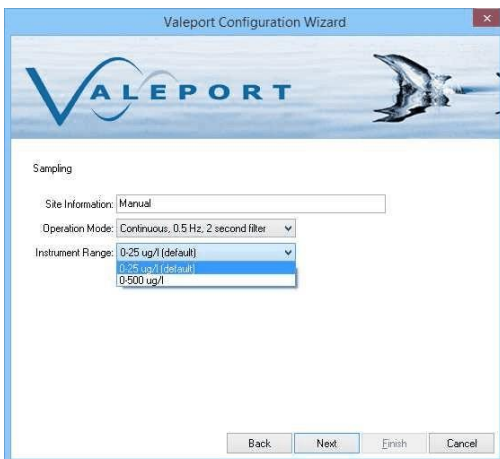 Valeport Configuration Wizard
VALEPORT
Sampling
Site Information: Manual
Operation Mode: Continuous, 0.5 Hz, 2 second filter
Instrument Range: 0-25 ug/l (default)
0-25 ug/l (default)
0-500 ug/l
Back Next Finish Cancel